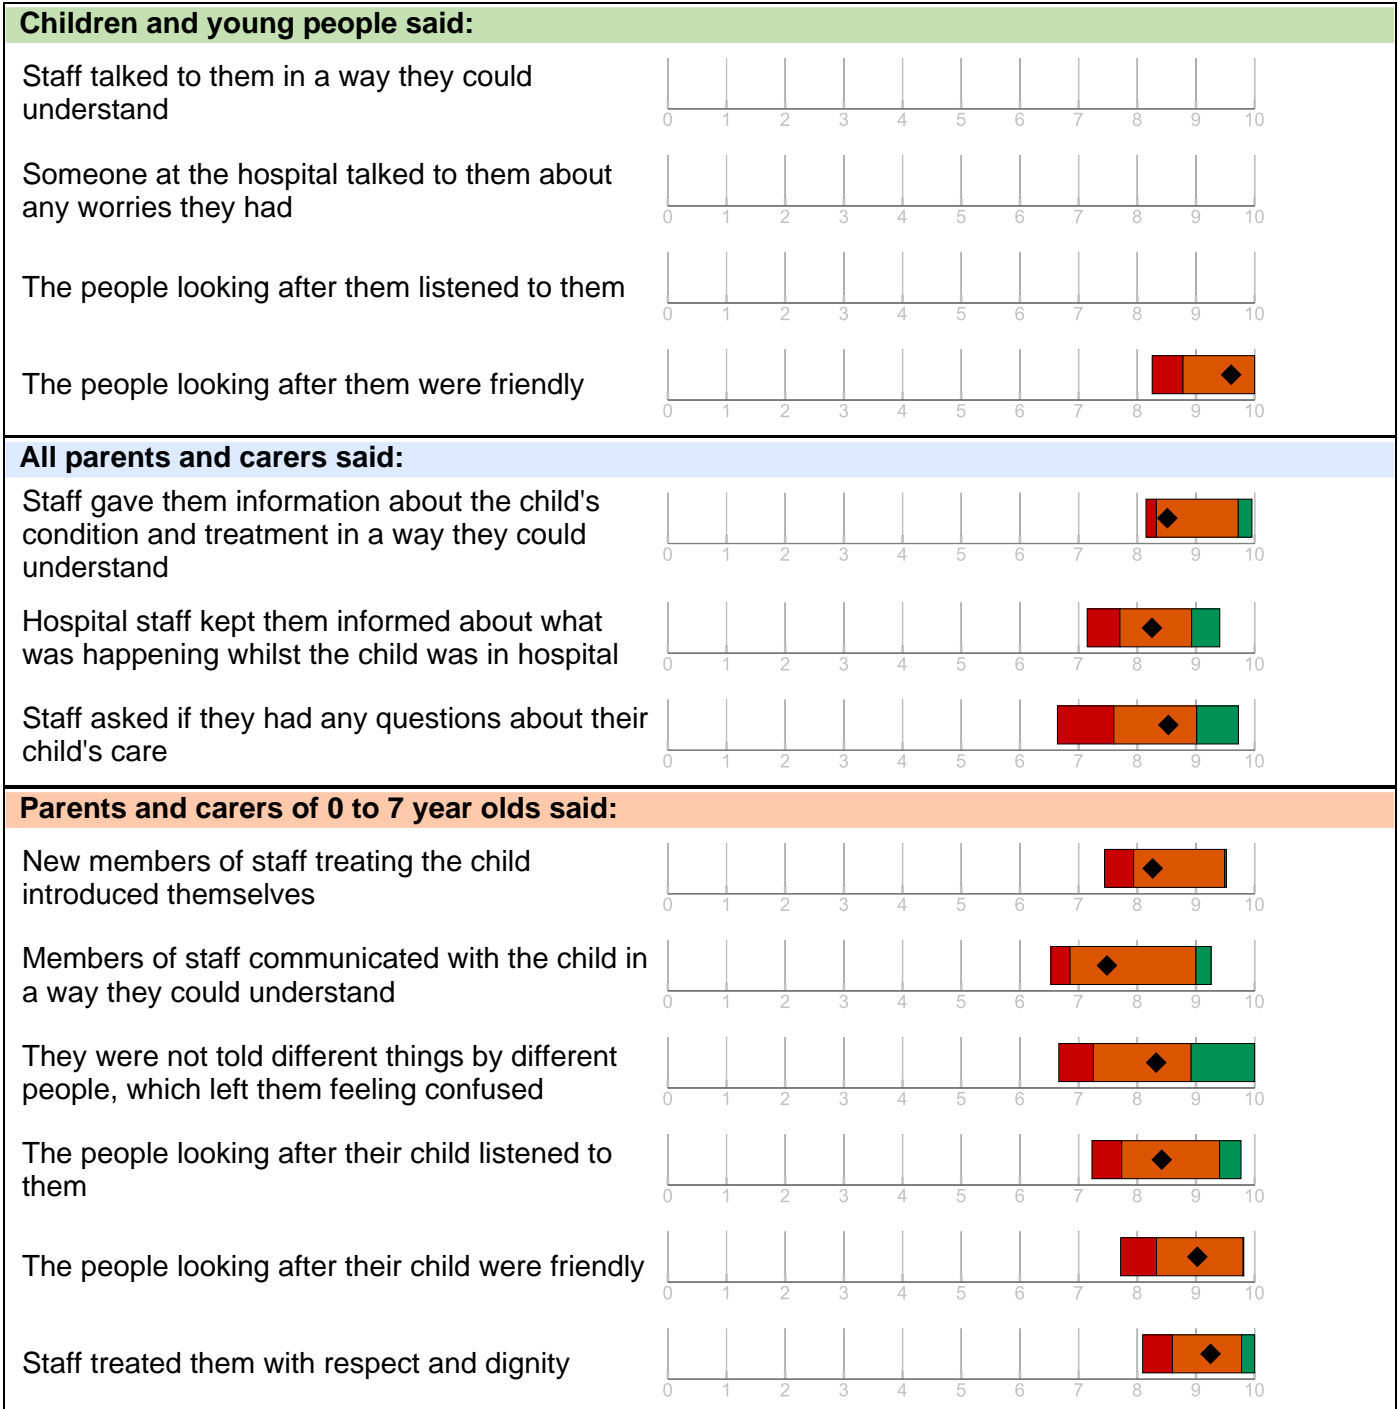 Children and young people said:
Staff talked to them in a way they could
understand
0 1 2 3 4 5 6 7 8 9 10
Someone at the hospital talked to them about
any worries they had
0 1 2 3 4 5 6 7 8 9 10
The people looking after them listened to them
0 1 2 3 4 5 6 7 8 9 10
The people looking after them were friendly
0 1 2 3 4 5 6 7 8 9 10
All parents and carers said:
Staff gave them information about the child's
condition and treatment in a way they could
understand
0 1 2 3 4 5 6 7 8 9 10
Hospital staff kept them informed about what
was happening whilst the child was in hospital
0 1 2 3 4 5 6 7 8 9 10
Staff asked if they had any questions about their
child's care
0 1 2 3 4 5 6 7 8 9 10
Parents and carers of 0 to 7 year olds said:
New members of staff treating the child
introduced themselves
0 1 2 3 4 5 6 7 8 9 10
Members of staff communicated with the child in
a way they could understand
0 1 2 3 4 5 6 7 8 9 10
They were not told different things by different
people, which left them feeling confused
0 1 2 3 4 5 6 7 8 9 10
The people looking after their child listened to
them
0 1 2 3 4 5 6 7 8 9 10
The people looking after their child were friendly
0 1 2 3 4 5 6 7 8 9 10
Staff treated them with respect and dignity
0 1 2 3 4 5 6 7 8 9 10